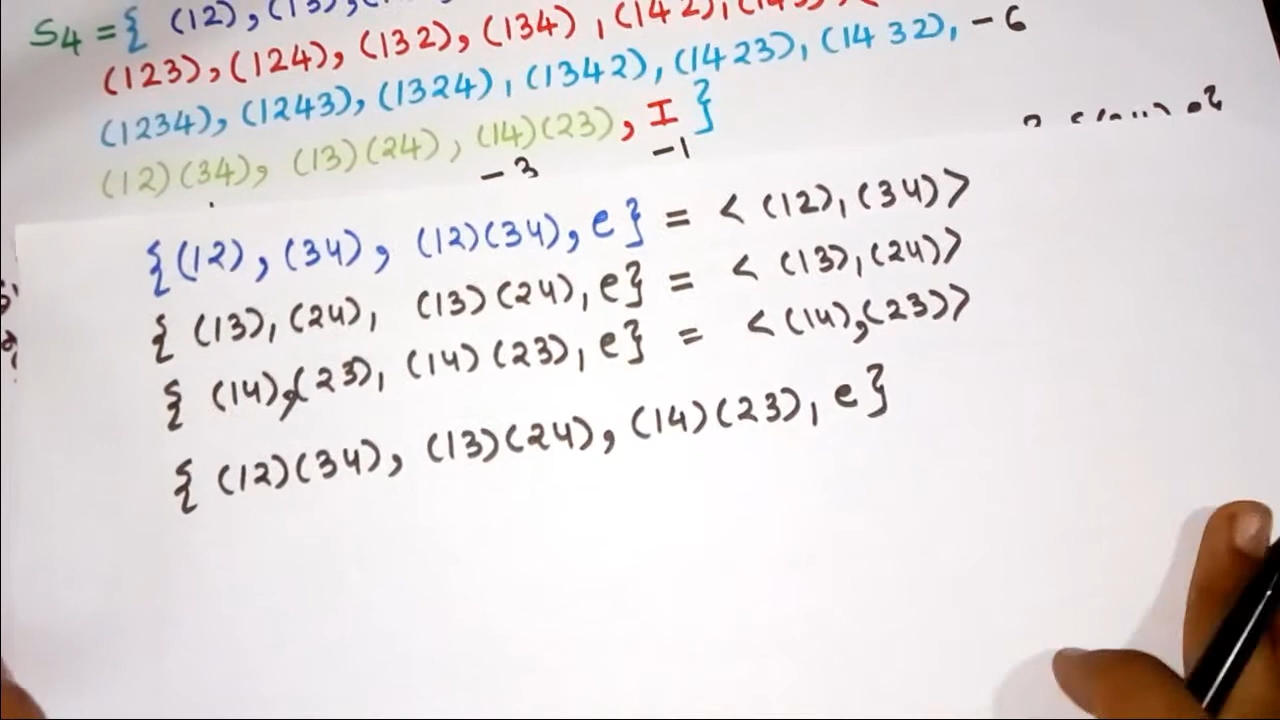 S4 = { (12), (13),
(123), (124), (132), (134), (142),
(1234), (1243), (1324), (1342), (1423), (1432), - 6
(12)(34), (13)(24), (14)(23), I }
- 3 - 1
{(12), (34), (12)(34), e} = < (12), (34)>
{ (13), (24), (13)(24), e} = < (13), (24)>
{ (14), (23), (14)(23), e} = <(14), (23)>
{ (12)(34), (13)(24), (14)(23), e}